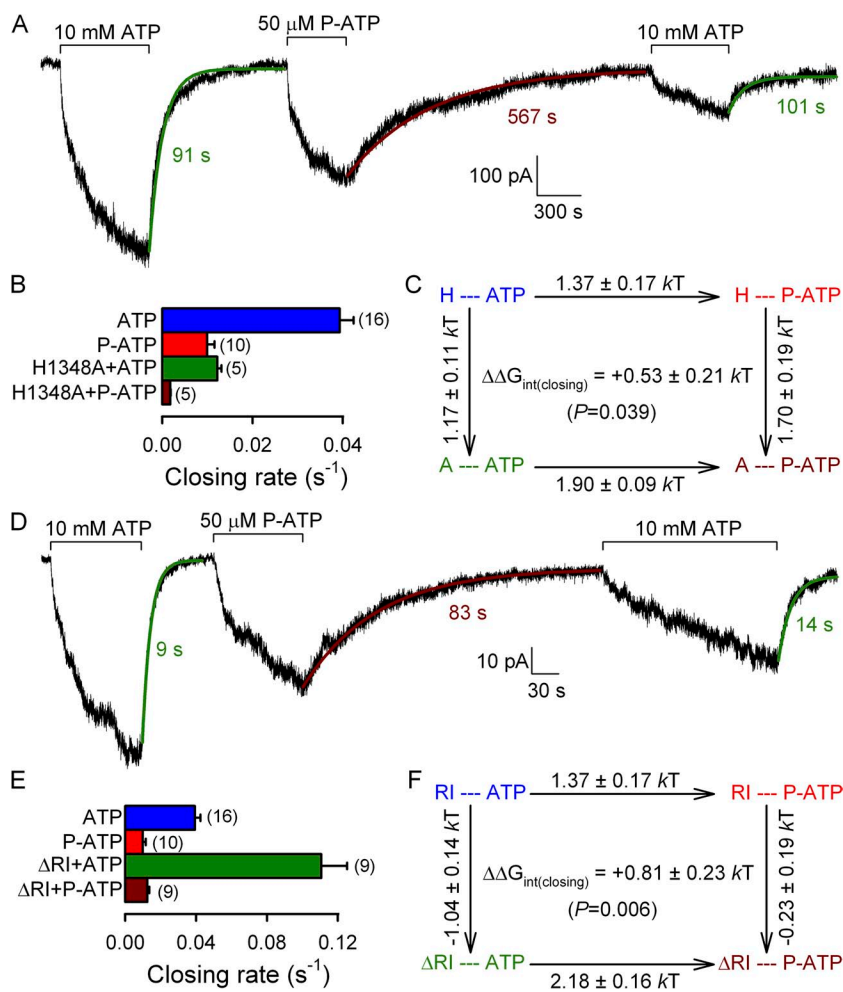 A
10 mM ATP
50 μM P-ATP
10 mM ATP
91 s
567 s
101 s
100 pA
300 s
B
ATP
(16)
P-ATP
(10)
H1348A+ATP
(5)
H1348A+P-ATP
(5)
0.00 0.02 0.04
Closing rate (s⁻¹)
C
H --- ATP
1.37 ± 0.17 kT
H --- P-ATP
1.17 ± 0.11 kT
ΔΔG int(closing) = +0.53 ± 0.21 kT
(P=0.039)
1.70 ± 0.19 kT
A --- ATP
1.90 ± 0.09 kT
A --- P-ATP
D
10 mM ATP
50 μM P-ATP
10 mM ATP
9 s
83 s
14 s
10 pA
30 s
E
ATP
(16)
P-ATP
(10)
ΔRI+ATP
(9)
ΔRI+P-ATP
(9)
0.00 0.04 0.08 0.12
Closing rate (s⁻¹)
F
RI --- ATP
1.37 ± 0.17 kT
RI --- P-ATP
-1.04 ± 0.14 kT
ΔΔG int(closing) = +0.81 ± 0.23 kT
(P=0.006)
-0.23 ± 0.19 kT
ΔRI --- ATP
2.18 ± 0.16 kT
ΔRI --- P-ATP